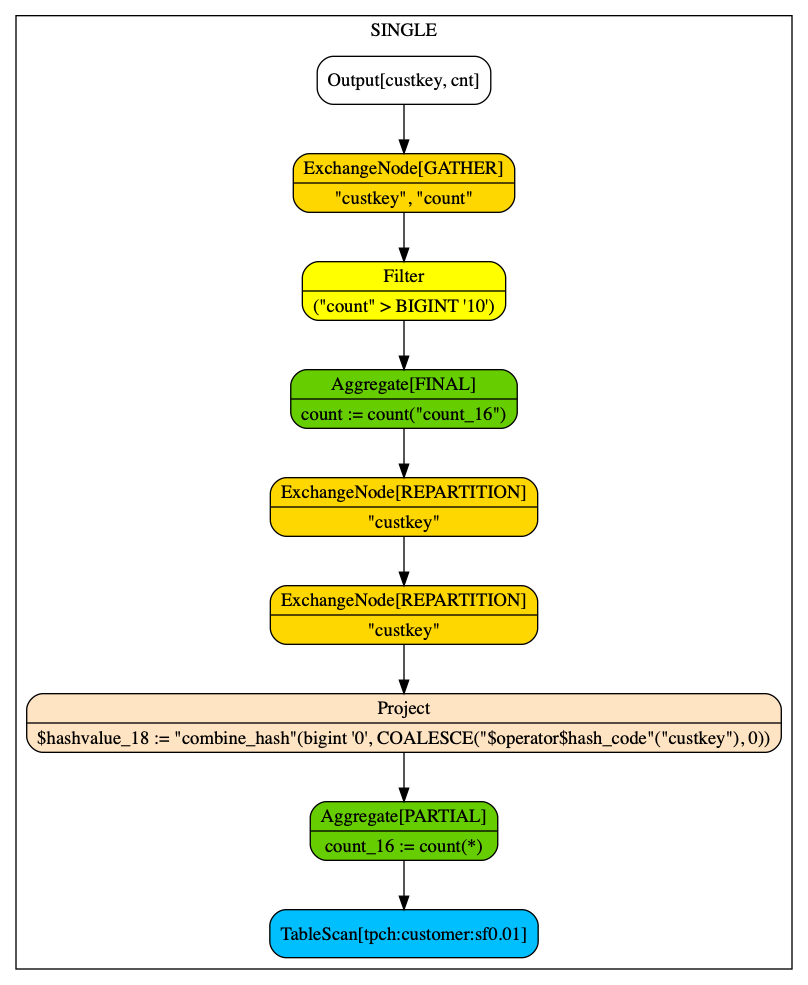 SINGLE
Output[custkey, cnt]
ExchangeNode[GATHER]
"custkey", "count"
Filter
("count" > BIGINT '10')
Aggregate[FINAL]
count := count("count_16")
ExchangeNode[REPARTITION]
"custkey"
ExchangeNode[REPARTITION]
"custkey"
Project
$hashvalue_18 := "combine_hash"(bigint '0', COALESCE("$operator$hash_code"("custkey"), 0))
Aggregate[PARTIAL]
count_16 := count(*)
TableScan[tpch:customer:sf0.01]